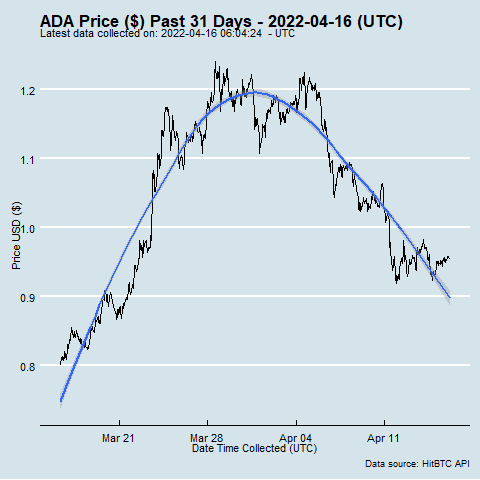 ADA Price ($) Past 31 Days - 2022-04-16 (UTC)
Latest data collected on: 2022-04-16 06:04:24 - UTC
1.2
1.1
1.0
0.9
0.8
Price USD ($)
Mar 21 Mar 28 Apr 04 Apr 11
Date Time Collected (UTC)
Data source: HitBTC API